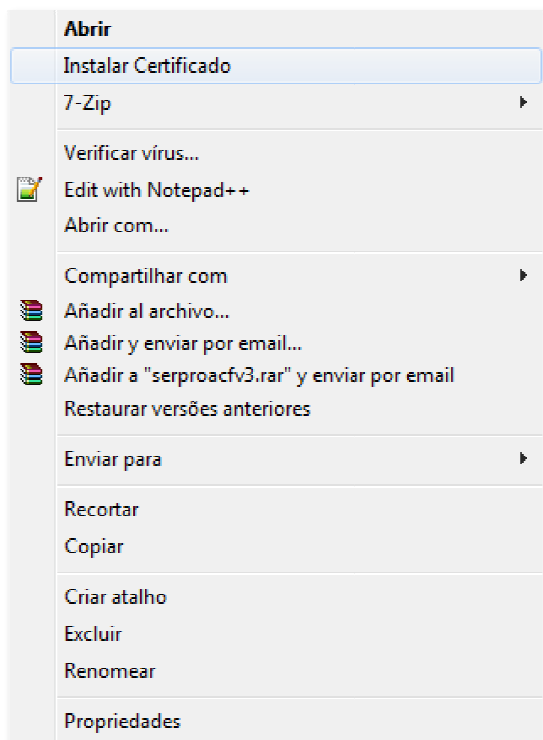 Abrir
Instalar Certificado
7-Zip
Verificar vírus...
Edit with Notepad++
Abrir com...
Compartilhar com
Añadir al archivo...
Añadir y enviar por email...
Añadir a "serproacfv3.rar" y enviar por email
Restaurar versões anteriores
Enviar para
Recortar
Copiar
Criar atalho
Excluir
Renomear
Propriedades